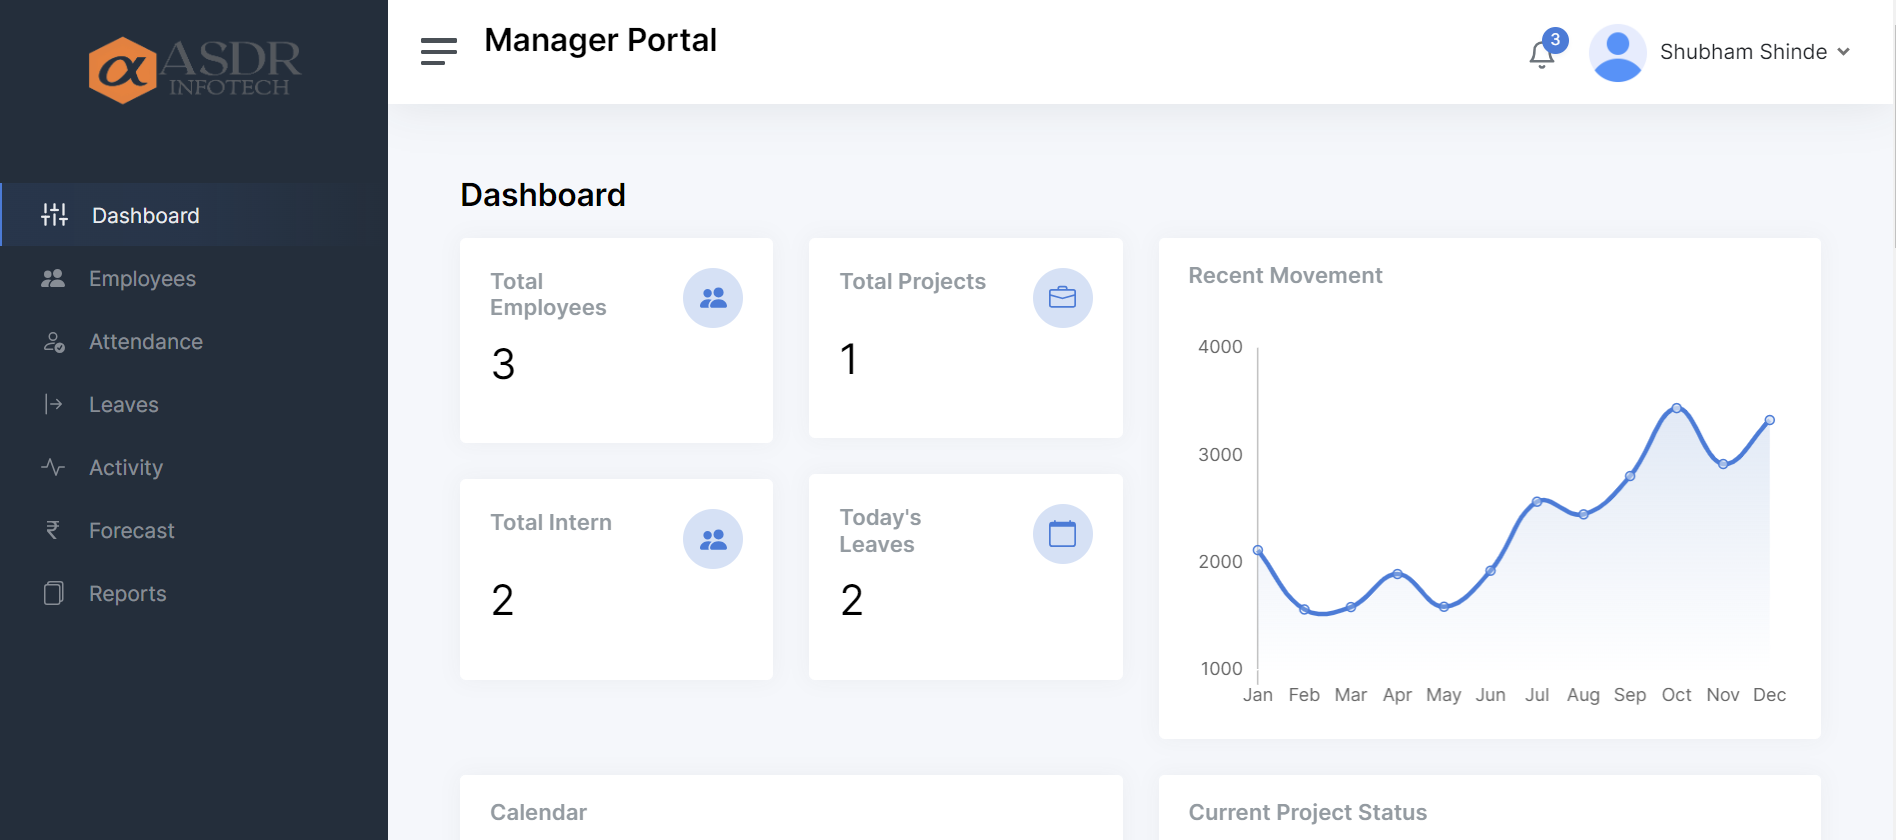 αASDR
INFOTECH
Manager Portal
3
Shubham Shinde
Dashboard
Employees
Attendance
Leaves
Activity
₹ Forecast
Reports
Dashboard
Total
Employees
3
Total Projects
1
Total Intern
2
Today's
Leaves
2
Recent Movement
4000
3000
2000
1000
Jan Feb Mar Apr May Jun Jul Aug Sep Oct Nov Dec
Calendar
Current Project Status